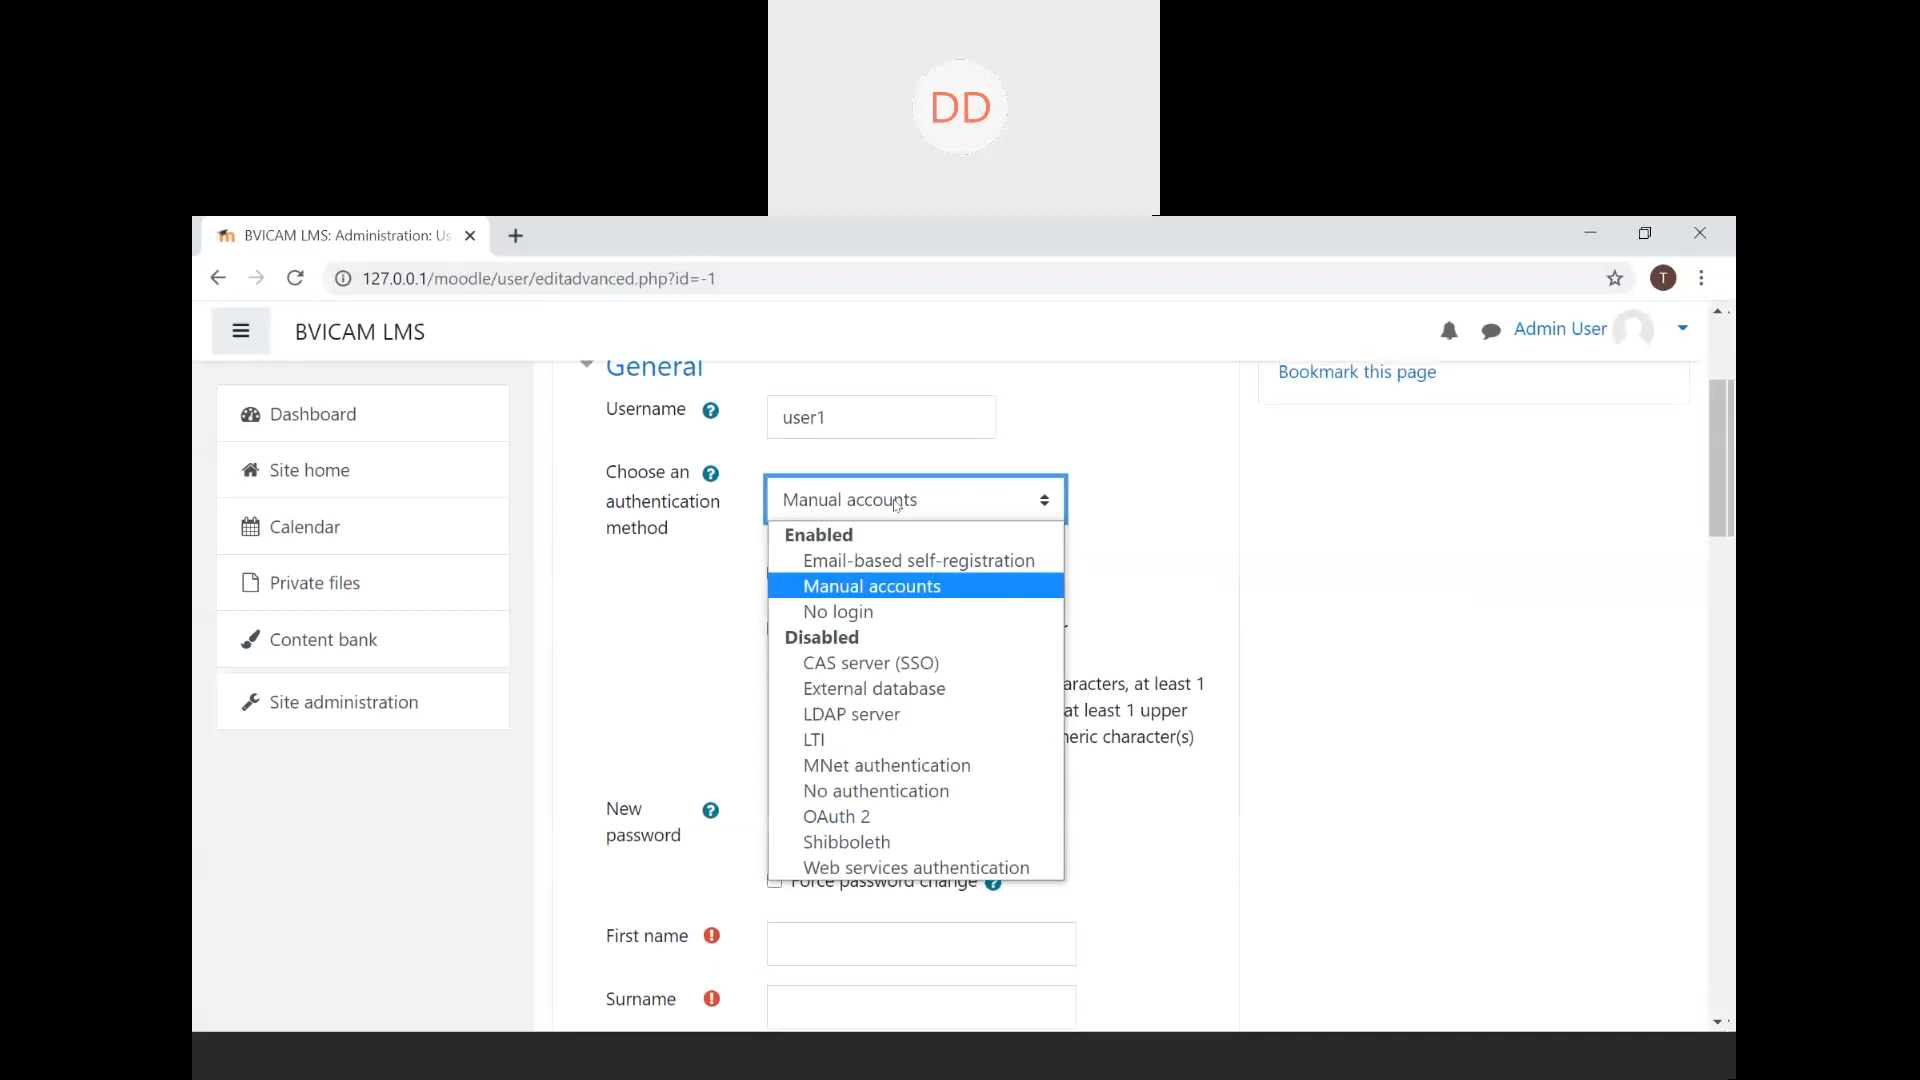 DD
BVICAM LMS: Administration: Us
127.0.0.1/moodle/user/editadvanced.php?id=-1
T
BVICAM LMS
Admin User
Dashboard
Site home
Calendar
Private files
Content bank
Site administration
General
Bookmark this page
Username
user1
Choose an
authentication
method
Manual accounts
Enabled
Email-based self-registration
Manual accounts
No login
Disabled
CAS server (SSO)
External database
LDAP server
LTI
MNet authentication
No authentication
OAuth 2
Shibboleth
Web services authentication
aracters, at least 1
at least 1 upper
neric character(s)
New
password
Force password change
First name
Surname